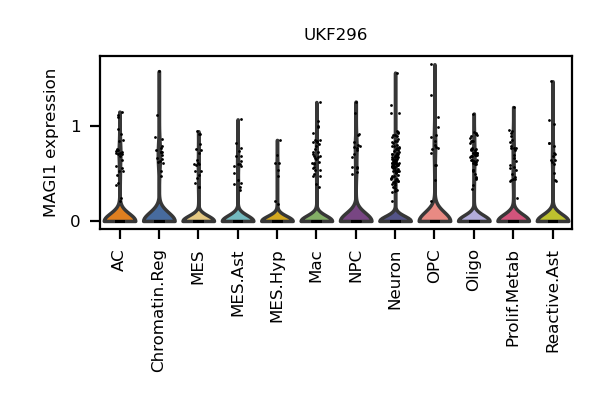 UKF296
MAGI1 expression
1
0
AC
Chromatin.Reg
MES
MES.Ast
MES.Hyp
Mac
NPC
Neuron
OPC
Oligo
Prolif.Metab
Reactive.Ast